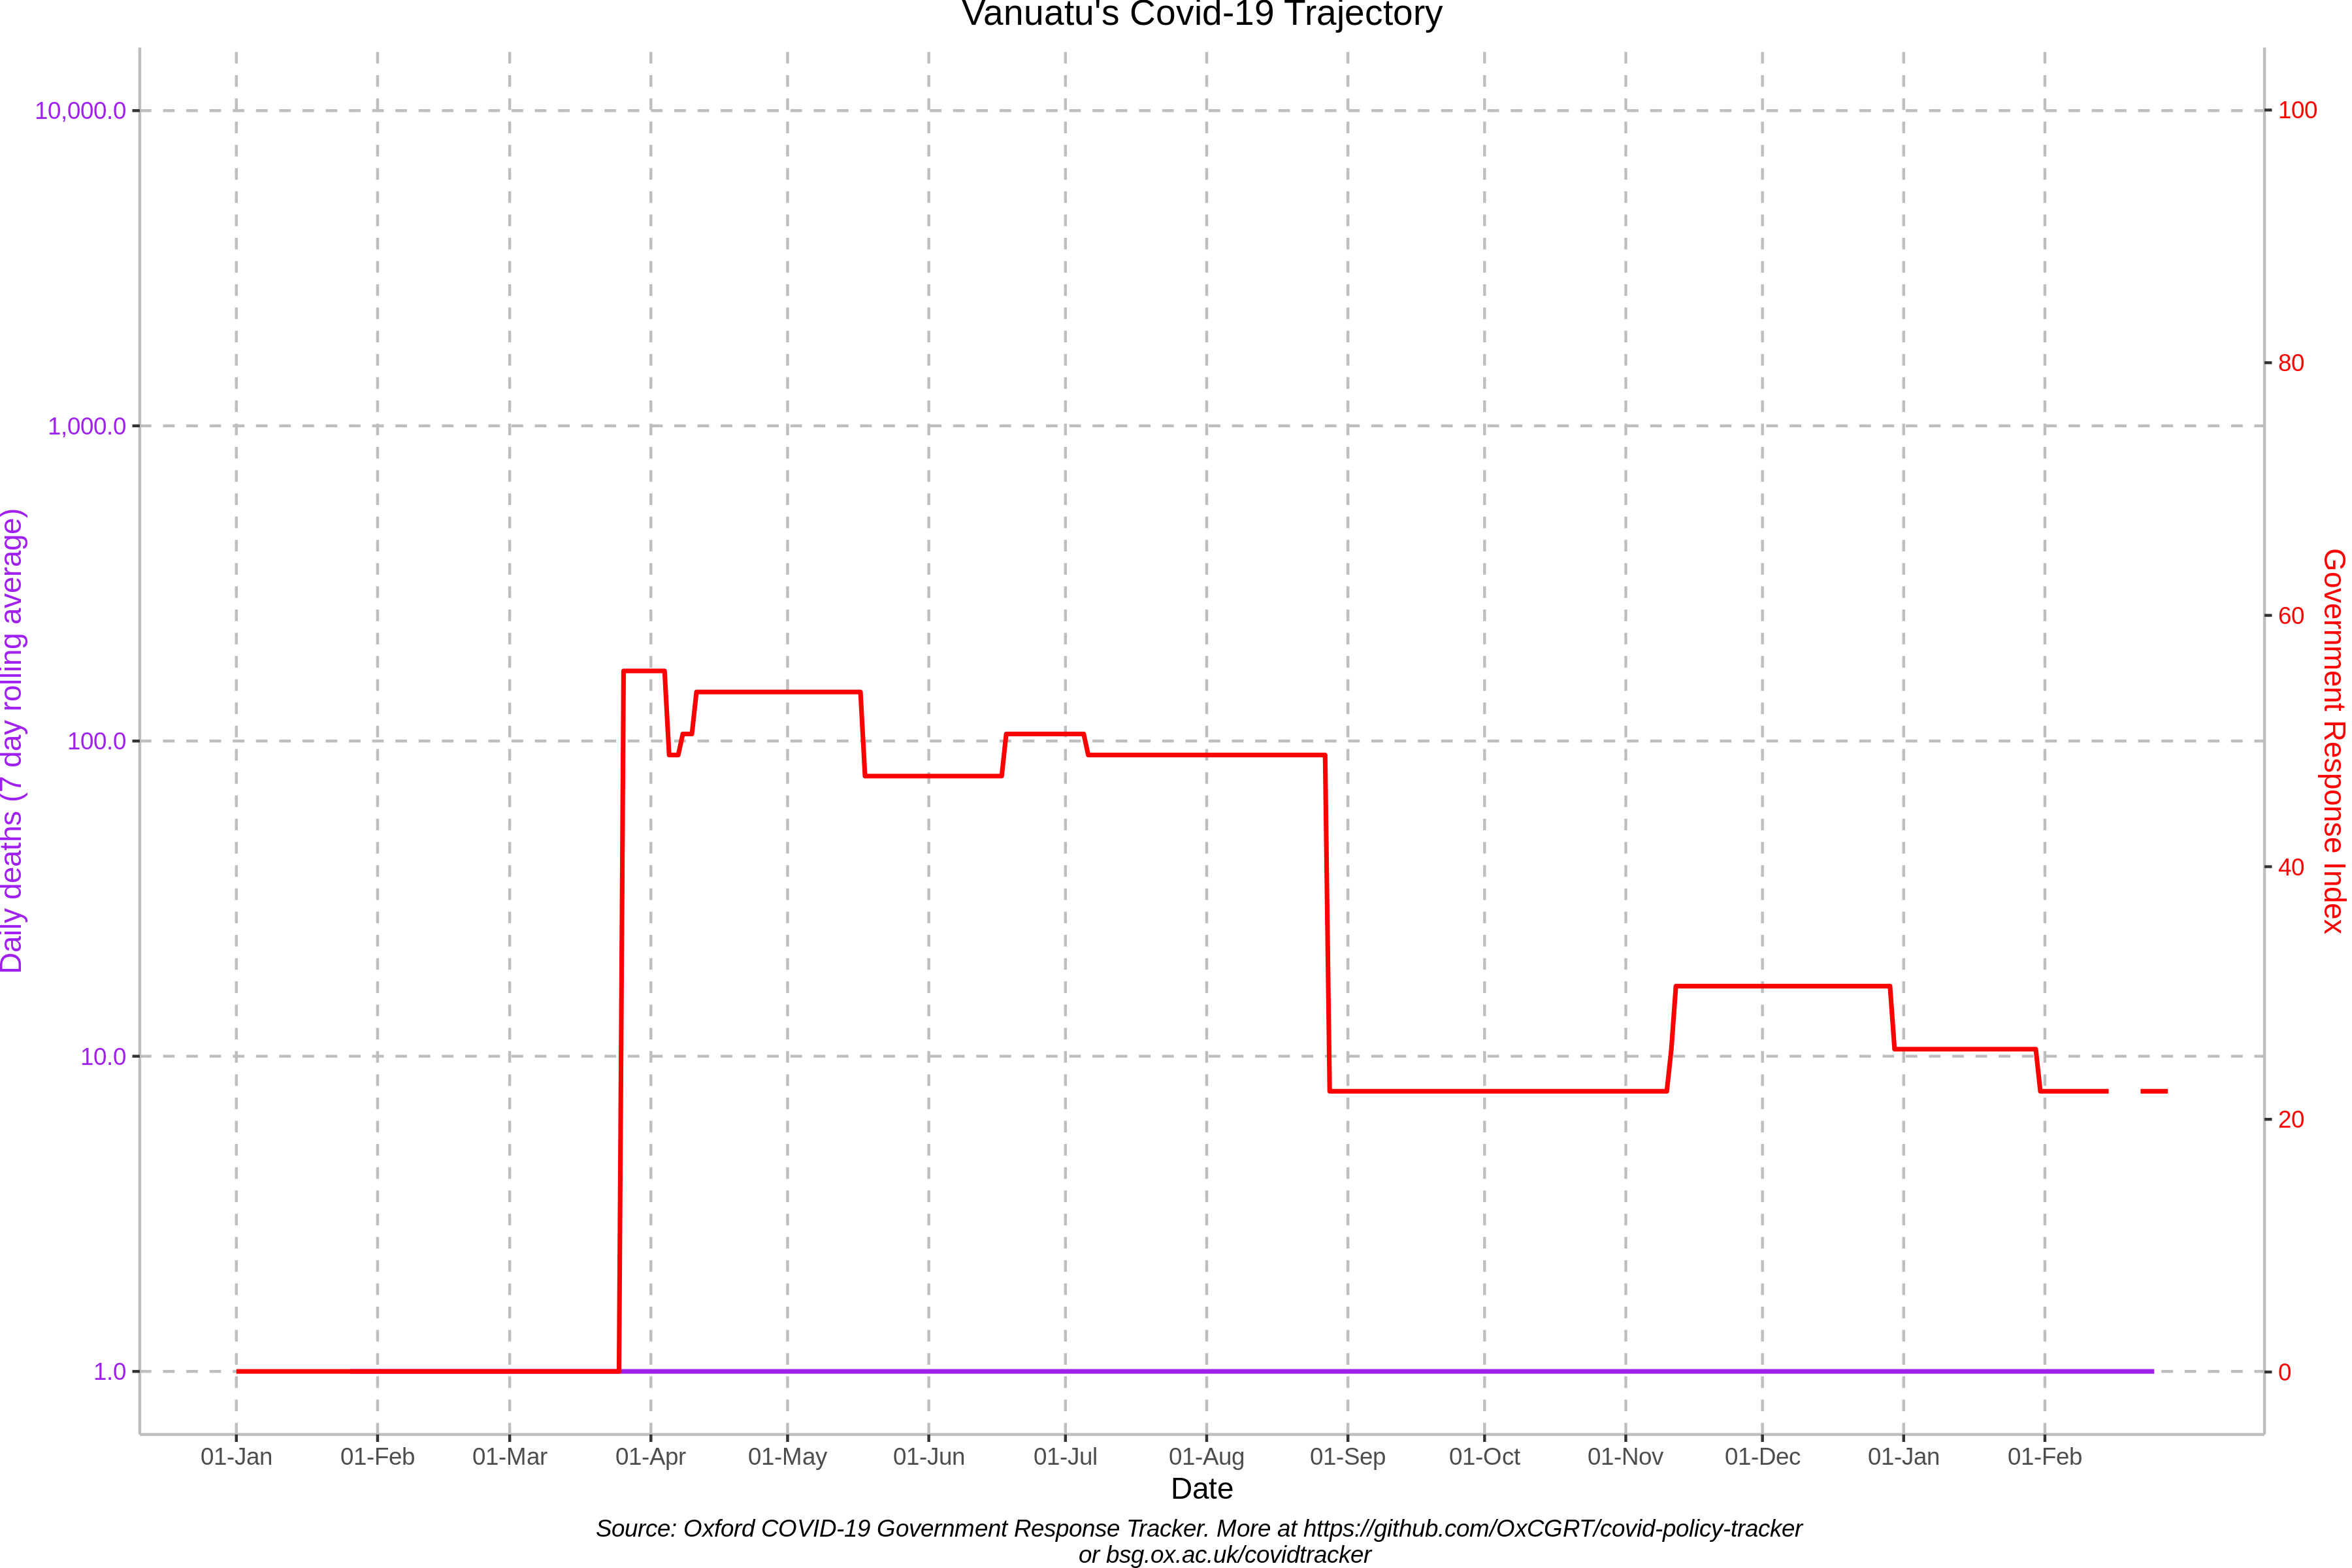 Vanuatu's Covid-19 Trajectory
10,000.0
1,000.0
100.0
10.0
1.0
Daily deaths (7 day rolling average)
100
80
60
40
20
0
Government Response Index
01-Jan 01-Feb 01-Mar 01-Apr 01-May 01-Jun 01-Jul 01-Aug 01-Sep 01-Oct 01-Nov 01-Dec 01-Jan 01-Feb
Date
Source: Oxford COVID-19 Government Response Tracker. More at https://github.com/OxCGRT/covid-policy-tracker
or bsg.ox.ac.uk/covidtracker